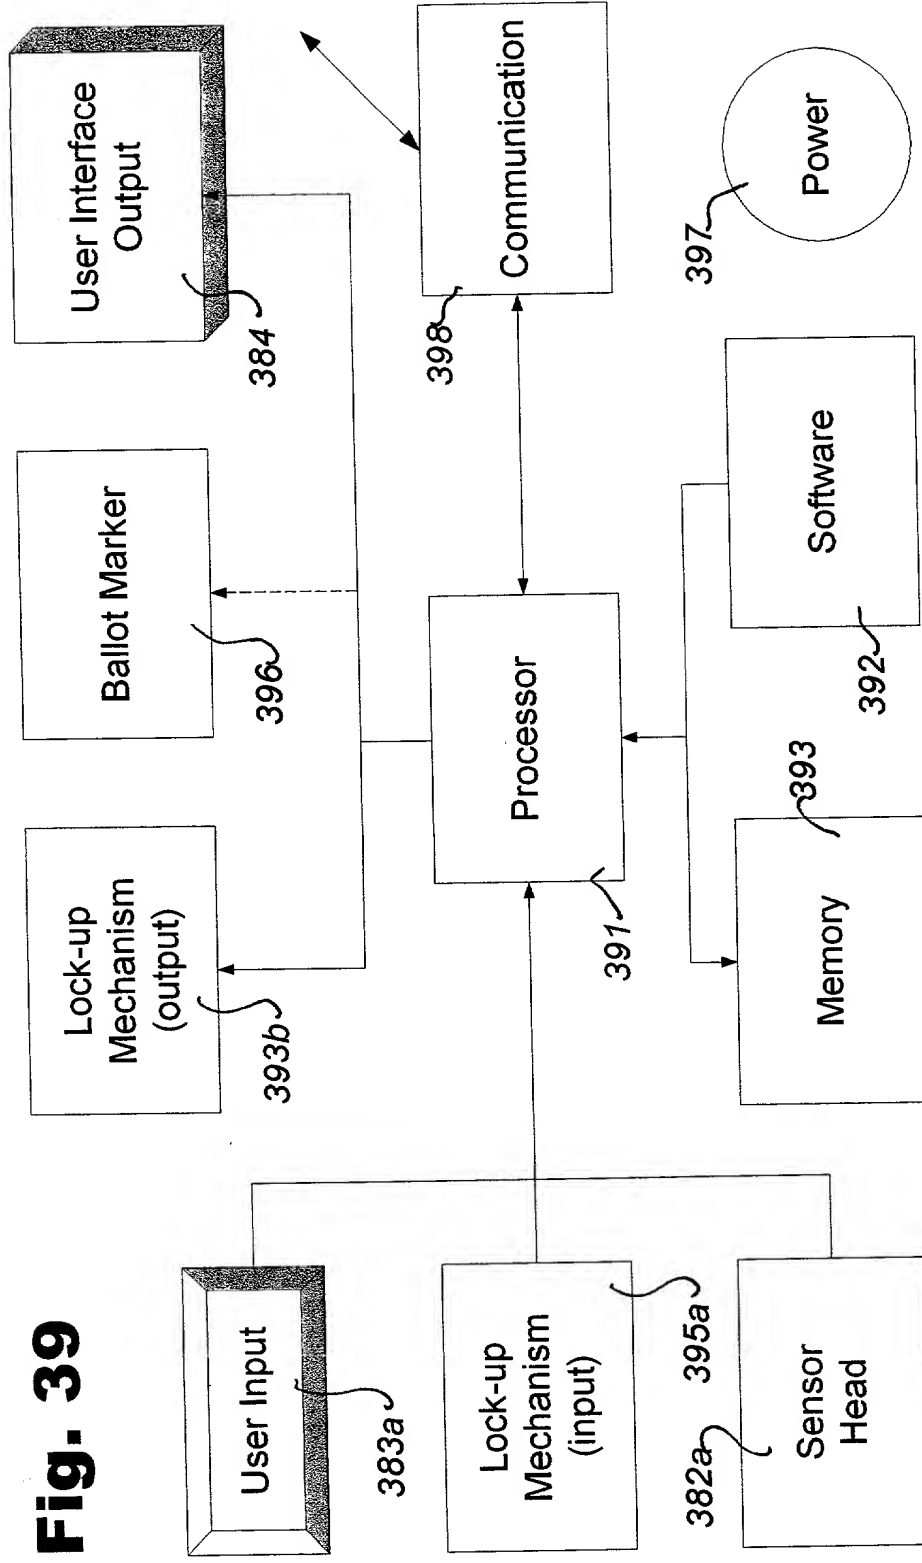 Fig. 39
User Input
383a
Lock-up
Mechanism
(input)
395a
Sensor
Head
382a
Lock-up
Mechanism
(output)
393b
Ballot Marker
396
User Interface
Output
384
Processor
391
Communication
398
Memory
393
Software
392
Power
397